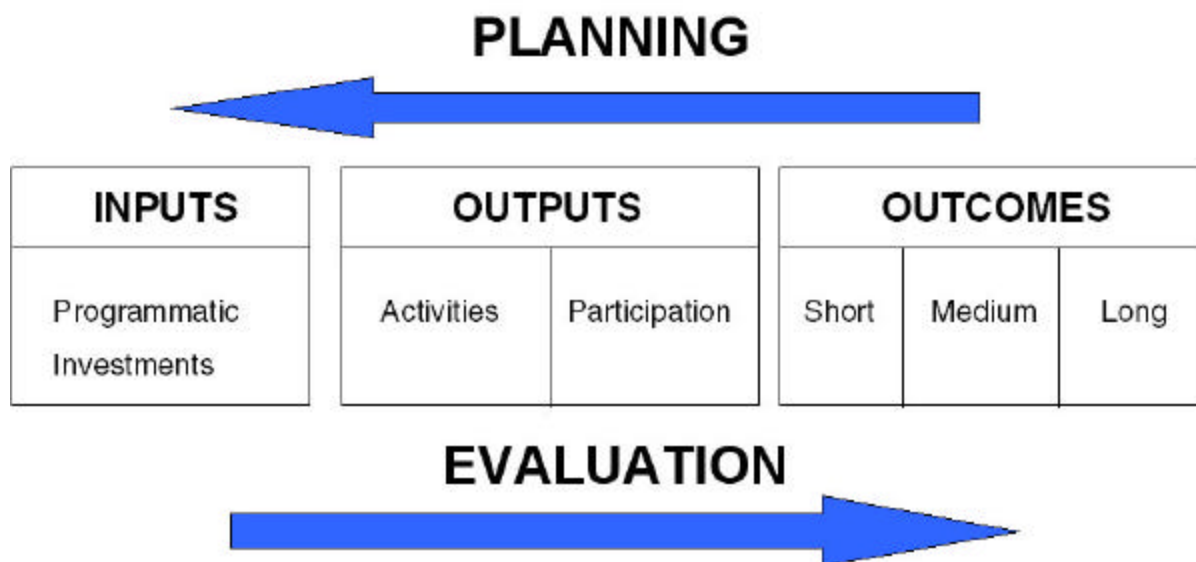 PLANNING
INPUTS
OUTPUTS
OUTCOMES
Programmatic
Investments
Activities
Participation
Short
Medium
Long
EVALUATION